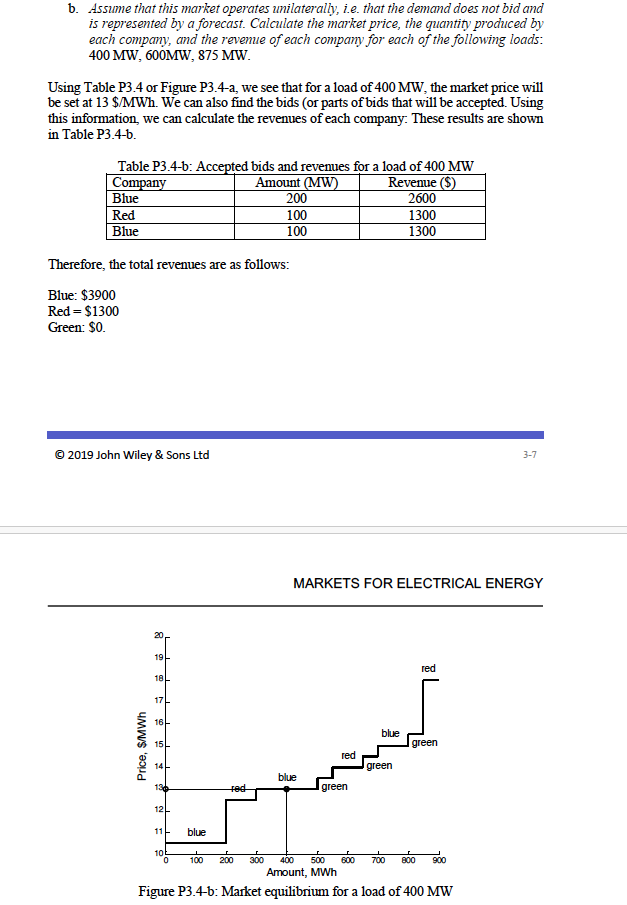 b. Assume that this market operates unilaterally, i.e. that the demand does not bid and
is represented by a forecast. Calculate the market price, the quantity produced by
each company, and the revenue of each company for each of the following loads:
400 MW, 600MW, 875 MW.
Using Table P3.4 or Figure P3.4-a, we see that for a load of 400 MW, the market price will
be set at 13 $/MWh. We can also find the bids (or parts of bids that will be accepted. Using
this information, we can calculate the revenues of each company: These results are shown
in Table P3.4-b.
Table P3.4-b: Accepted bids and revenues for a load of 400 MW
Company Amount (MW) Revenue ($)
Blue 200 2600
Red 100 1300
Blue 100 1300
Therefore, the total revenues are as follows:
Blue: $3900
Red = $1300
Green: $0.
© 2019 John Wiley & Sons Ltd 3-7
MARKETS FOR ELECTRICAL ENERGY
20
19
red
18
17
16
blue
green
15
red
green
14
blue
green
13
red
12
11
blue
10
Price, $/MWh
0 100 200 300 400 500 600 700 800 900
Amount, MWh
Figure P3.4-b: Market equilibrium for a load of 400 MW